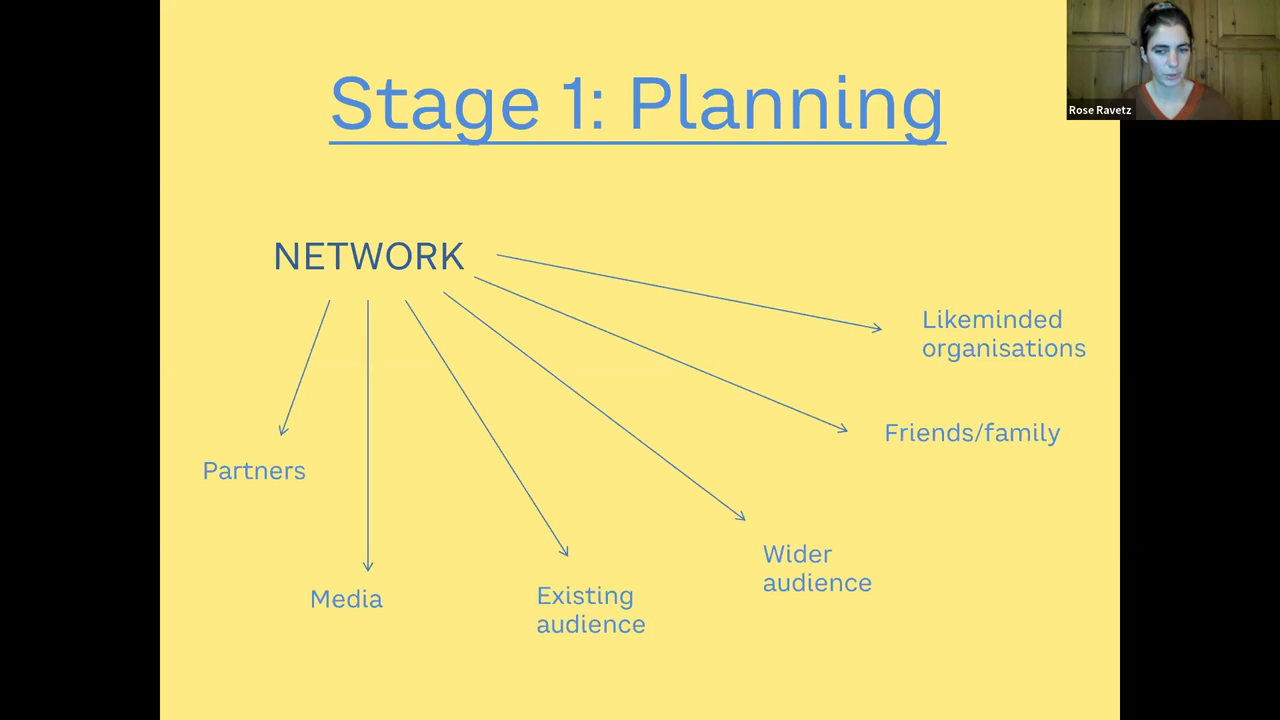 Stage 1: Planning
Rose Ravetz
NETWORK
Likeminded
organisations
Friends/family
Partners
Wider
audience
Media
Existing
audience